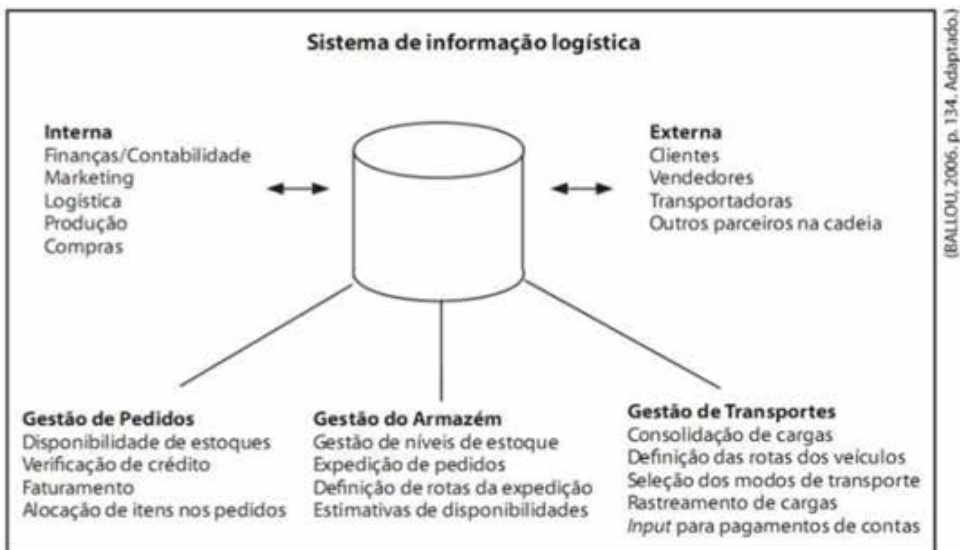 Sistema de informação logística
Interna
Finanças/Contabilidade
Marketing
Logística
Produção
Compras
Externa
Clientes
Vendedores
Transportadoras
Outros parceiros na cadeia
Gestão de Pedidos
Disponibilidade de estoques
Verificação de crédito
Faturamento
Alocação de itens nos pedidos
Gestão do Armazém
Gestão de níveis de estoque
Expedição de pedidos
Definição de rotas da expedição
Estimativas de disponibilidades
Gestão de Transportes
Consolidação de cargas
Definição das rotas dos veículos
Seleção dos modos de transporte
Rastreamento de cargas
Input para pagamentos de contas
(BALLOU, 2006. p. 134. Adaptado.)